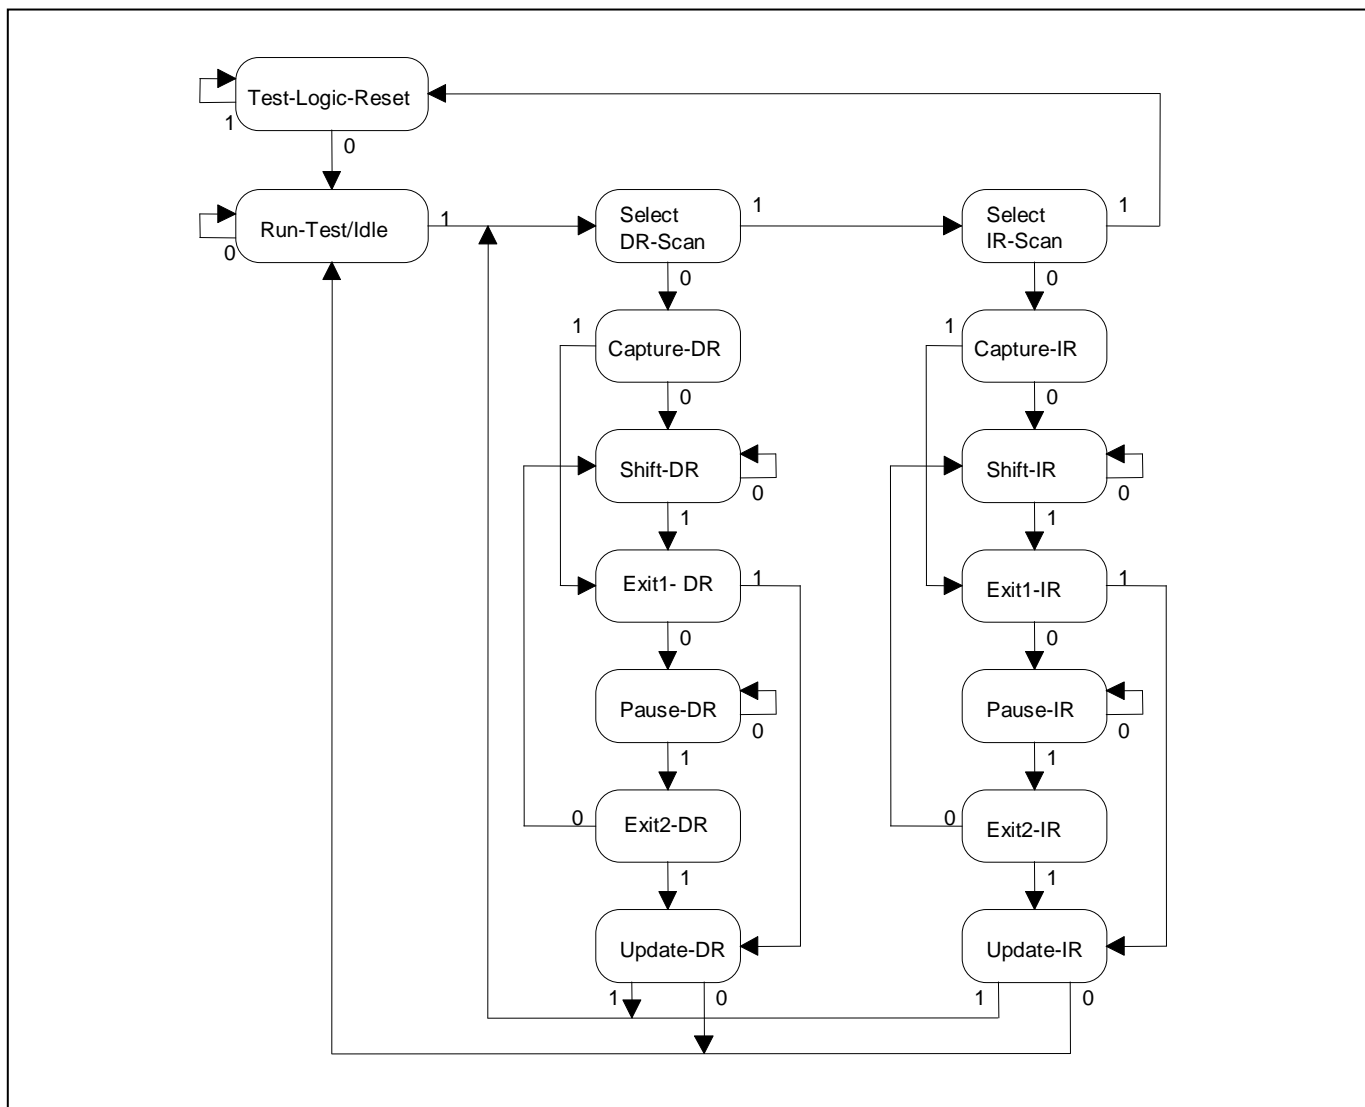 Test-Logic-Reset
1
0
Run-Test/Idle
0
1
Select
DR-Scan
1
0
Select
IR-Scan
1
0
1
Capture-DR
0
1
Capture-IR
0
Shift-DR
0
1
Shift-IR
0
1
Exit1- DR
1
0
Exit1-IR
1
0
Pause-DR
0
1
Pause-IR
0
1
0
Exit2-DR
1
0
Exit2-IR
1
Update-DR
1
0
Update-IR
1
0